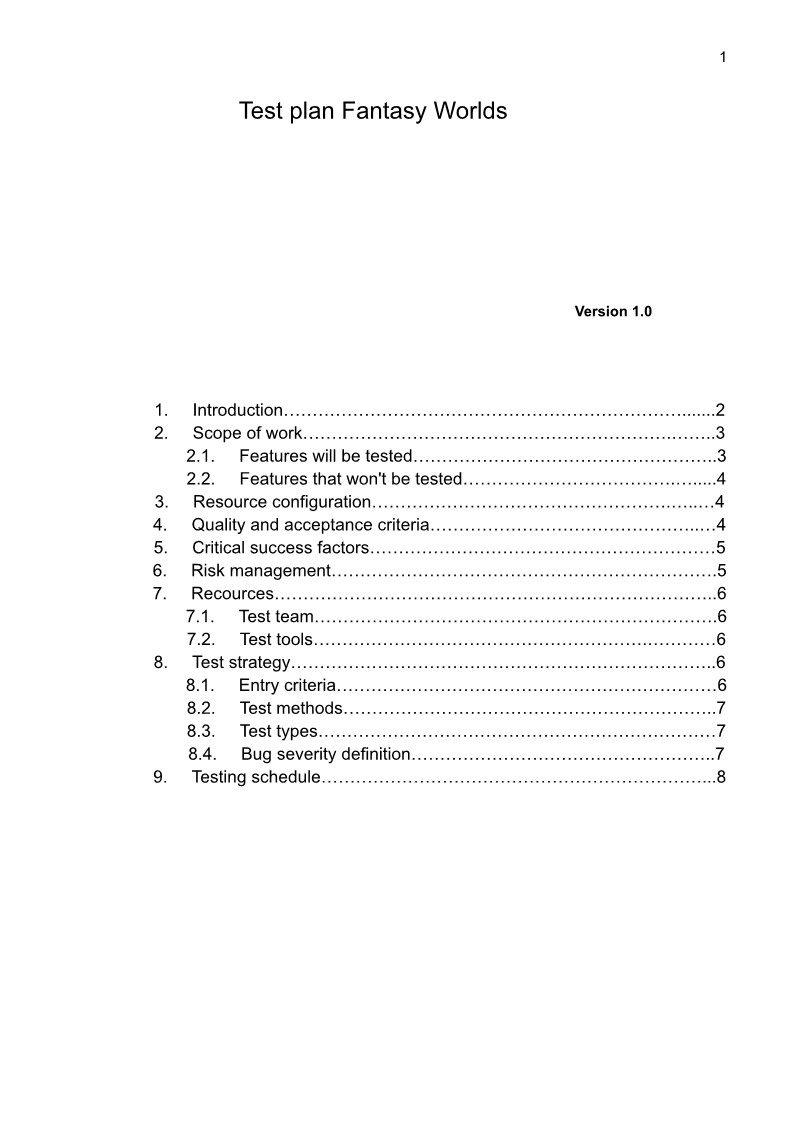 1
Test plan Fantasy Worlds
Version 1.0
1. Introduction…………………………………………………………….......2
2. Scope of work……………………………………………………….……..3
2.1. Features will be tested…………………………………………….3
2.2. Features that won't be tested……………………………….…....4
3. Resource configuration…………………………………………….…..…4
4. Quality and acceptance criteria………………………………………..…4
5. Critical success factors……………………………………………………5
6. Risk management………………………………………………………….5
7. Recources…………………………………………………………………..6
7.1. Test team…………………………………………………………….6
7.2. Test tools…………………………………………………….………6
8. Test strategy………………………………………………………………..6
8.1. Entry criteria…………………………………………………………6
8.2. Test methods……………………………………………………….7
8.3. Test types……………………………………………………………7
8.4. Bug severity definition……………………………………………..7
9. Testing schedule…………………………………………………………...8